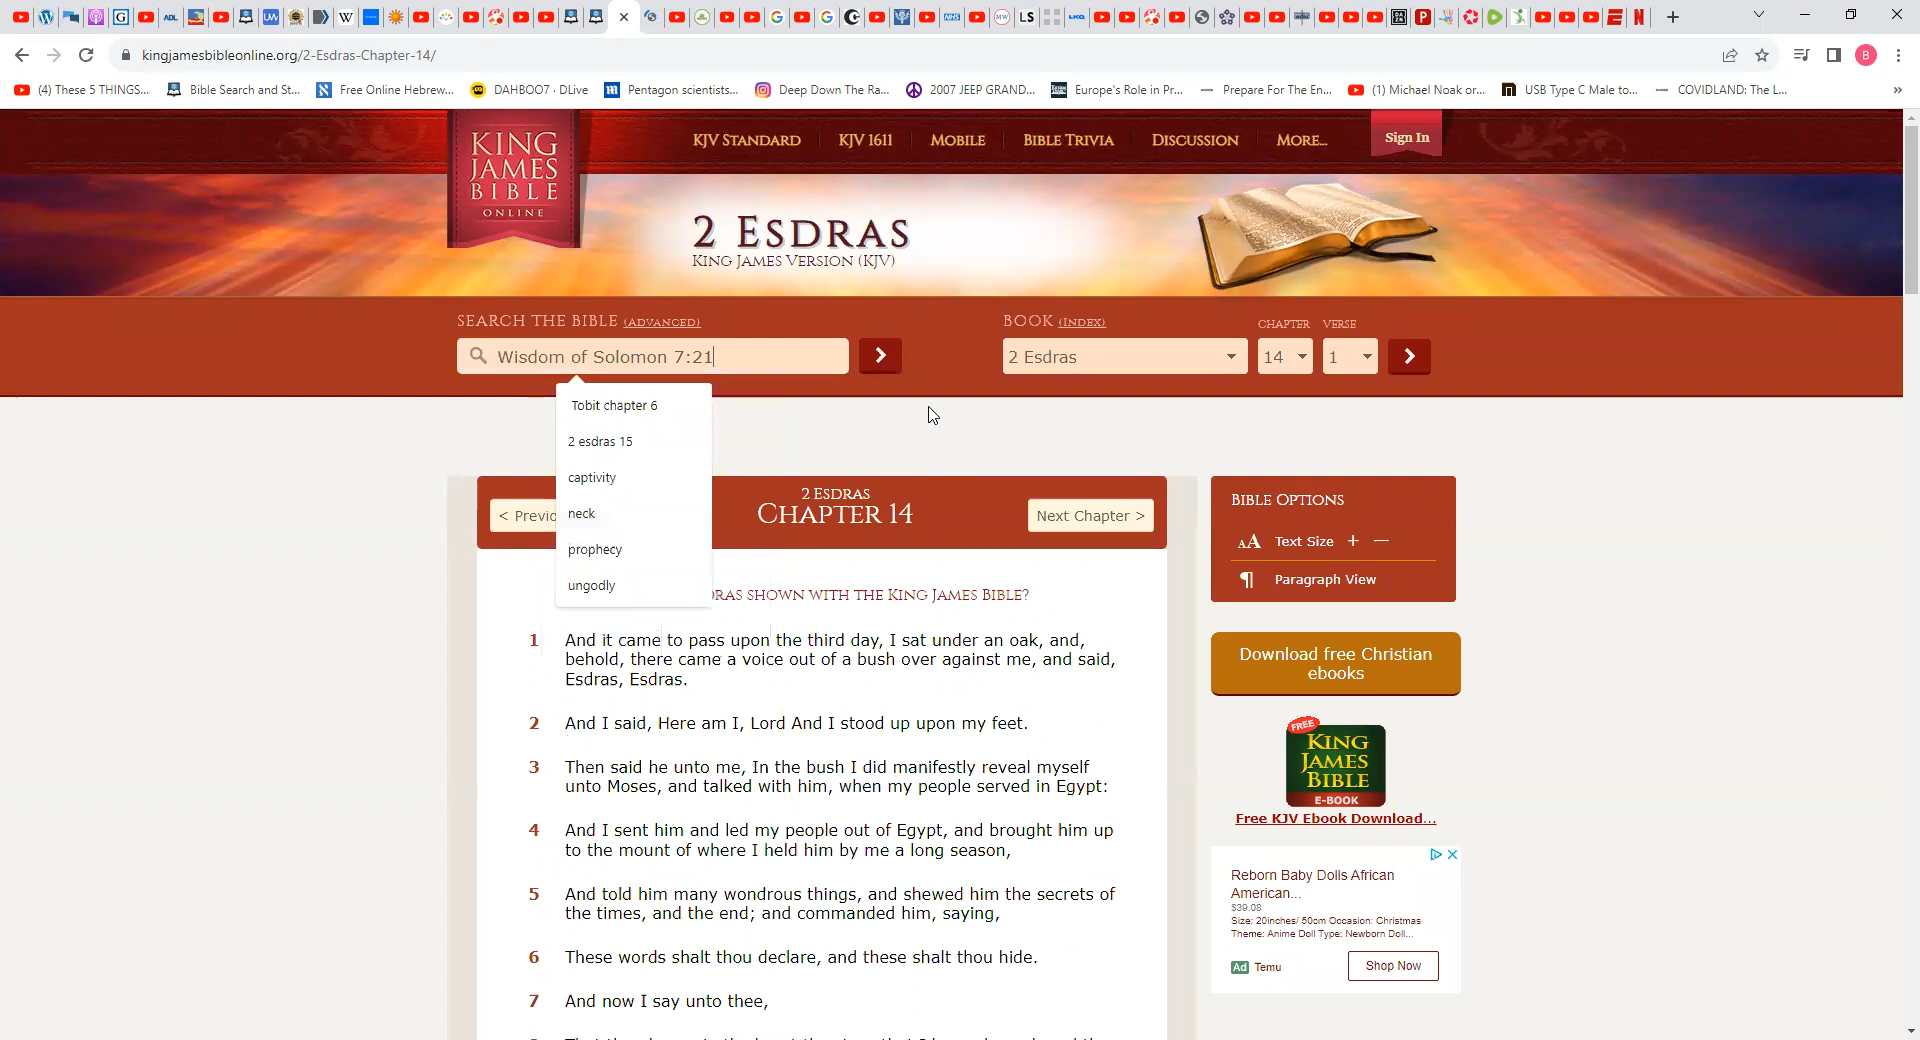 kingjamesbibleonline.org/2-Esdras-Chapter-14/
B
(4) These 5 THINGS...
Bible Search and St...
Free Online Hebrew...
DAHBOO7 · DLive
Pentagon scientists...
Deep Down The Ra...
2007 JEEP GRAND...
Europe's Role in Pr...
Prepare For The En...
(1) Michael Noak or...
USB Type C Male to...
COVIDLAND: The L...
»
KING
JAMES
BIBLE
ONLINE
KJV STANDARD
KJV 1611
MOBILE
BIBLE TRIVIA
DISCUSSION
MORE...
Sign In
2 ESDRAS
KING JAMES VERSION (KJV)
SEARCH THE BIBLE (ADVANCED)
Wisdom of Solomon 7:21
BOOK (INDEX)
CHAPTER
VERSE
2 Esdras
14
1
Tobit chapter 6
2 esdras 15
captivity
neck
prophecy
ungodly
< Previo
2 ESDRAS
CHAPTER 14
Next Chapter >
DRAS SHOWN WITH THE KING JAMES BIBLE?
1 And it came to pass upon the third day, I sat under an oak, and,
behold, there came a voice out of a bush over against me, and said,
Esdras, Esdras.
2 And I said, Here am I, Lord And I stood up upon my feet.
3 Then said he unto me, In the bush I did manifestly reveal myself
unto Moses, and talked with him, when my people served in Egypt:
4 And I sent him and led my people out of Egypt, and brought him up
to the mount of where I held him by me a long season,
5 And told him many wondrous things, and shewed him the secrets of
the times, and the end; and commanded him, saying,
6 These words shalt thou declare, and these shalt thou hide.
7 And now I say unto thee,
BIBLE OPTIONS
AA Text Size + —
¶ Paragraph View
Download free Christian
ebooks
FREE
KING
JAMES
BIBLE
E-BOOK
Free KJV Ebook Download...
Reborn Baby Dolls African
American...
$39.08
Size: 20inches/ 50cm Occasion: Christmas
Theme: Anime Doll Type: Newborn Doll...
Ad Temu
Shop Now